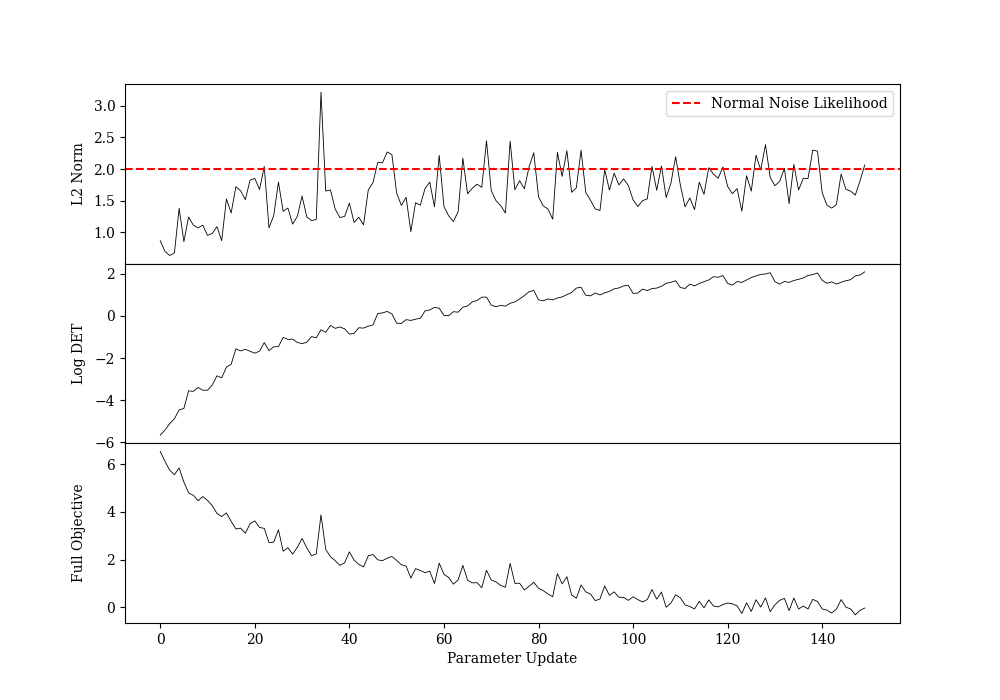 3.0
2.5
2.0
1.5
1.0
L2 Norm
Normal Noise Likelihood
2
0
−2
−4
−6
Log DET
6
4
2
0
Full Objective
0 20 40 60 80 100 120 140
Parameter Update